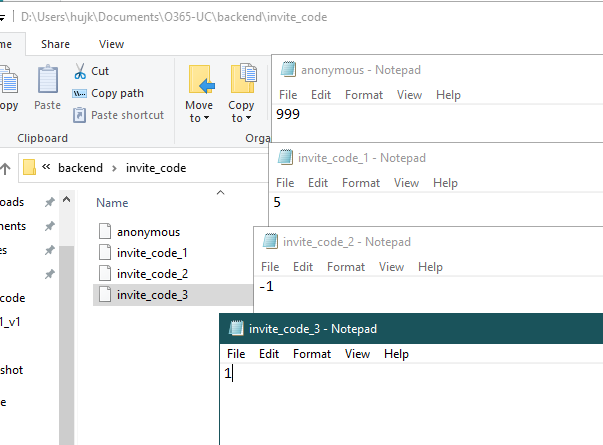 D:\Users\hujk\Documents\O365-UC\backend\invite_code
me Share View
opy
Paste
Cut
Copy path
Paste shortcut
Move to
Copy to
Clipboard
Orga
« backend › invite_code
Name
anonymous
invite_code_1
invite_code_2
invite_code_3
loads
ments
es
code
1_v1
shot
e
anonymous - Notepad
File Edit Format View Help
999
invite_code_1 - Notepad
File Edit Format View Help
5
invite_code_2 - Notepad
File Edit Format View Help
-1
invite_code_3 - Notepad
File Edit Format View Help
1